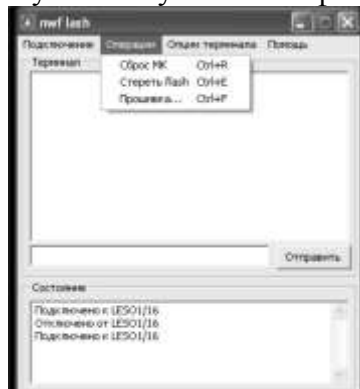 nwf lash
Подключение Операции Опции терминала Помощь
Терминал
Сброс МК Ctrl+R
Стереть Flash Ctrl+E
Прошивка... Ctrl+F
Отправить
Состояние
Подключено к LESO1/16
Отключено от LESO1/16
Подключено к LESO1/16